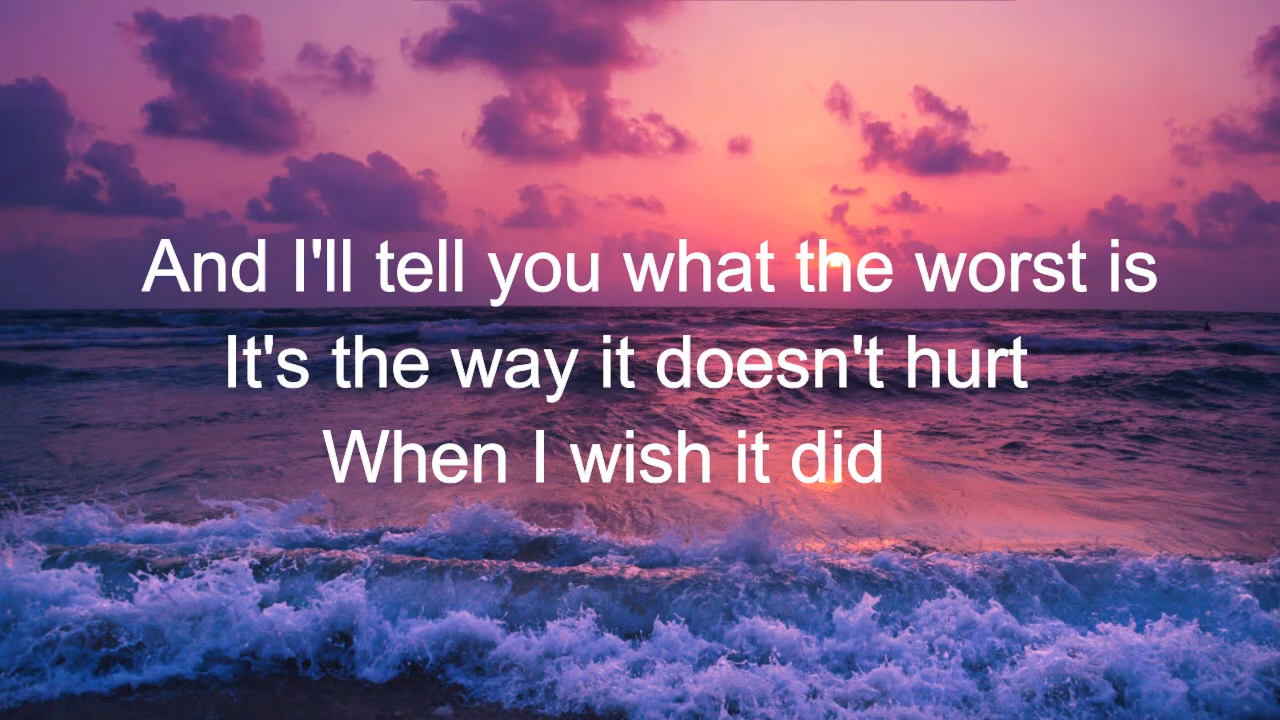 And I'll tell you what the worst is
It's the way it doesn't hurt
When I wish it did